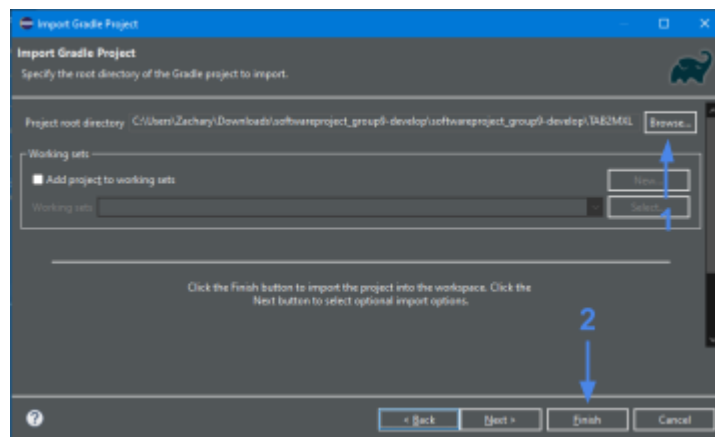 Import Gradle Project
Import Gradle Project
Specify the root directory of the Gradle project to import.
Project root directory C:\Users\Zachary\Downloads\softwareproject_group9-develop\softwareproject_group9-develop\TAB2MXL Browse...
Working sets
Add project to working sets New...
Working sets Select...
1
Click the Finish button to import the project into the workspace. Click the
Next button to select optional import options.
2
? < Back Next > Finish Cancel